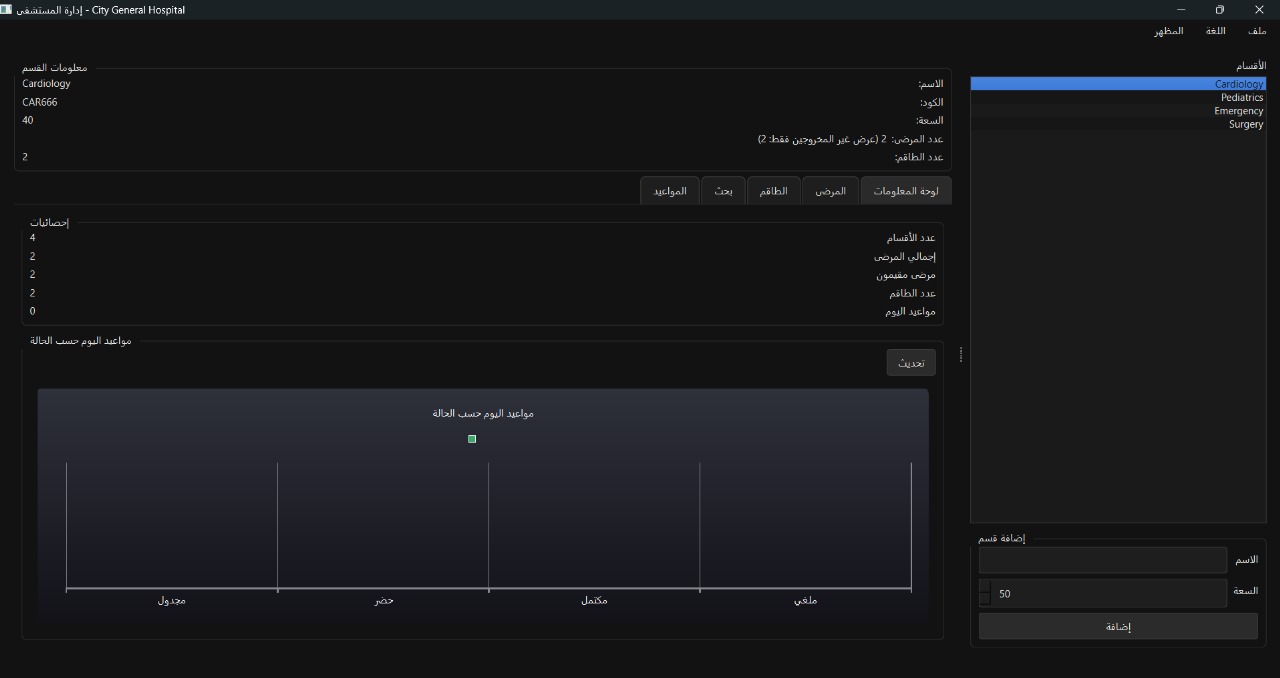 إدارة المستشفى - City General Hospital
ملف
اللغة
المظهر
الأقسام
Cardiology
Pediatrics
Emergency
Surgery
إضافة قسم
الاسم
السعة
50
إضافة
معلومات القسم
الاسم: Cardiology
الكود: CAR666
السعة: 40
عدد المرضى: 2 (عرض غير المخروجين فقط: 2)
عدد الطاقم: 2
لوحة المعلومات
المرضى
الطاقم
بحث
المواعيد
إحصائيات
عدد الأقسام 4
إجمالي المرضى 2
مرضى مقيمون 2
عدد الطاقم 2
مواعيد اليوم 0
مواعيد اليوم حسب الحالة
تحديث
مواعيد اليوم حسب الحالة
مجدول
حضر
مكتمل
ملغي